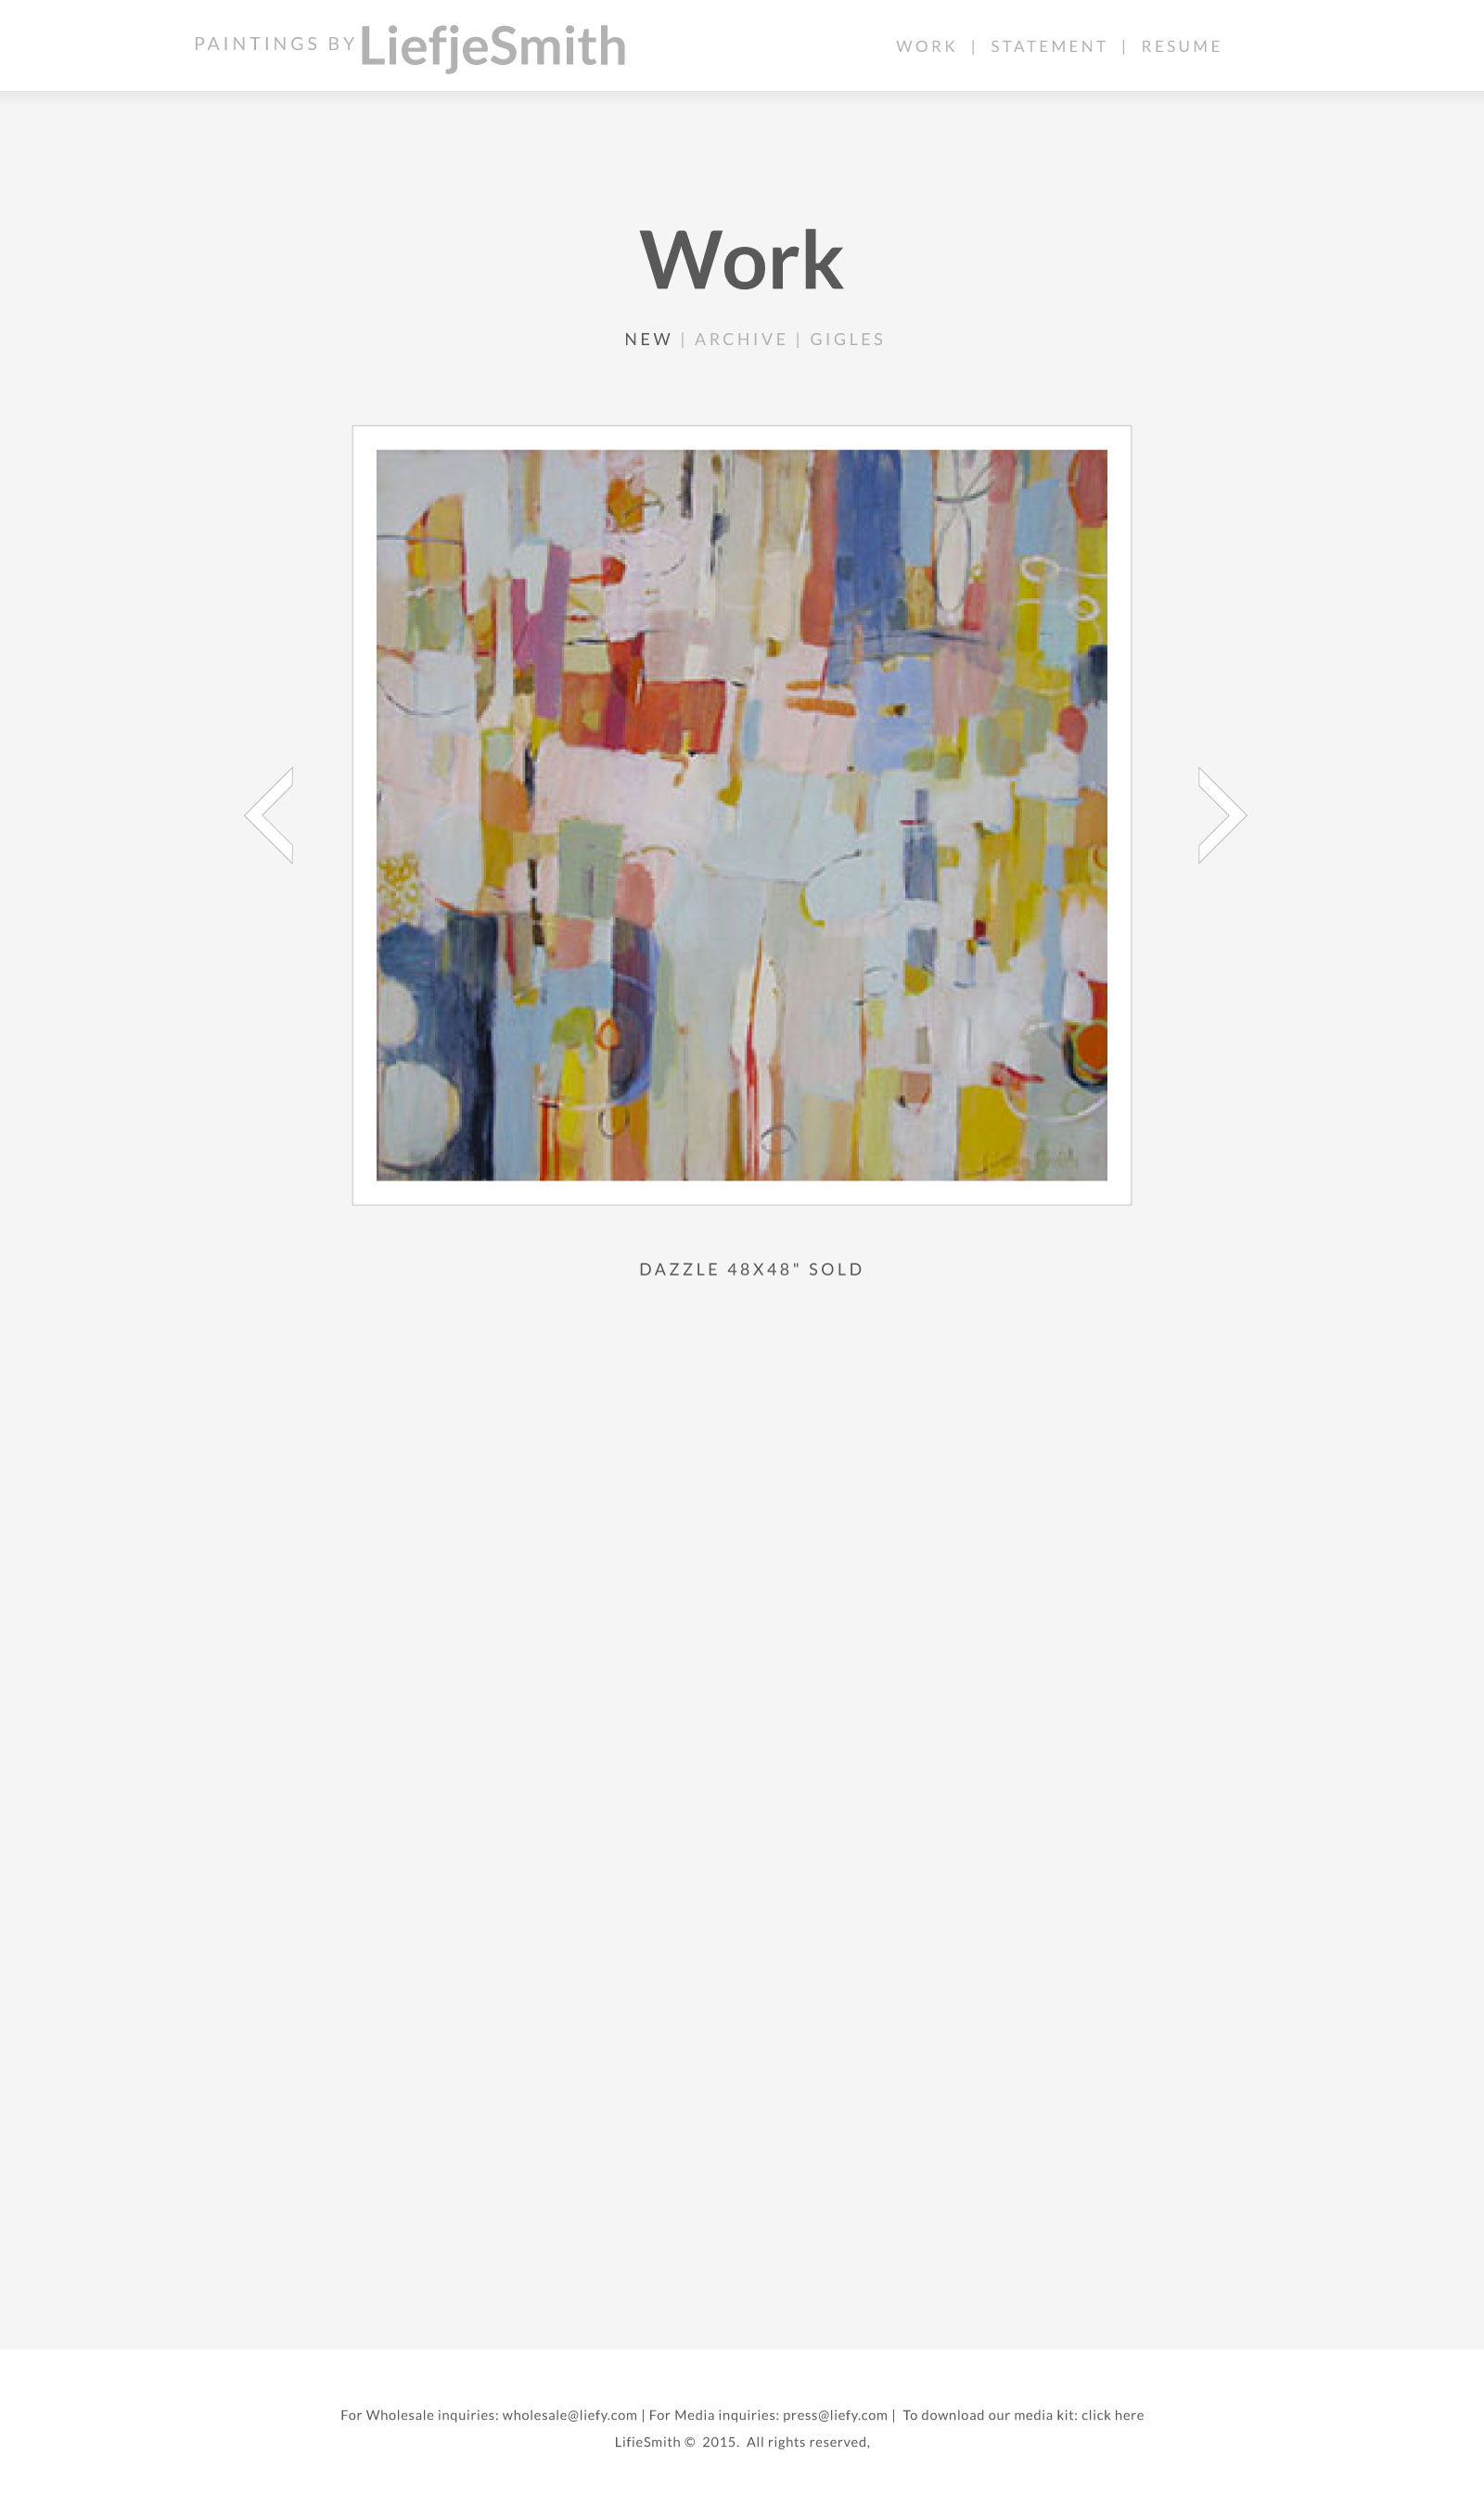 PAINTINGS BY LiefjeSmith
WORK | STATEMENT | RESUME
Work
NEW | ARCHIVE | GIGLES
DAZZLE 48X48" SOLD
For Wholesale inquiries: wholesale@liefy.com | For Media inquiries: press@liefy.com | To download our media kit: click here
LifieSmith © 2015. All rights reserved,